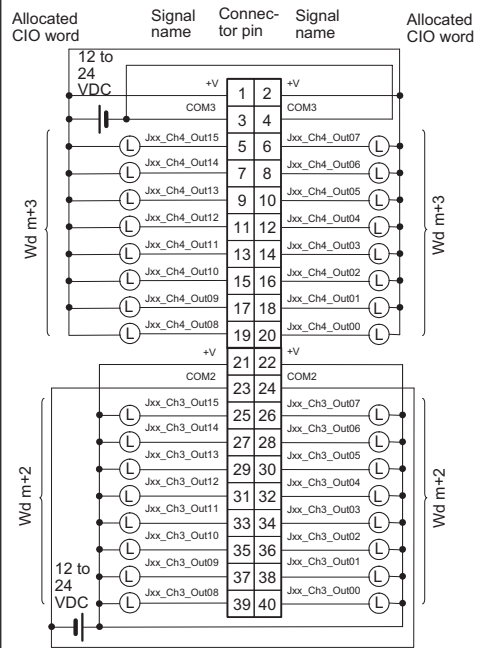 Allocated CIO word
Signal name
Connec-tor pin
Signal name
Allocated CIO word
12 to 24 VDC
+V 1 2 +V
COM3 3 4 COM3
L Jxx_Ch4_Out15 5 6 Jxx_Ch4_Out07 L
L Jxx_Ch4_Out14 7 8 Jxx_Ch4_Out06 L
L Jxx_Ch4_Out13 9 10 Jxx_Ch4_Out05 L
L Jxx_Ch4_Out12 11 12 Jxx_Ch4_Out04 L
L Jxx_Ch4_Out11 13 14 Jxx_Ch4_Out03 L
L Jxx_Ch4_Out10 15 16 Jxx_Ch4_Out02 L
L Jxx_Ch4_Out09 17 18 Jxx_Ch4_Out01 L
L Jxx_Ch4_Out08 19 20 Jxx_Ch4_Out00 L
Wd m+3
Wd m+3
+V 21 22 +V
COM2 23 24 COM2
L Jxx_Ch3_Out15 25 26 Jxx_Ch3_Out07 L
L Jxx_Ch3_Out14 27 28 Jxx_Ch3_Out06 L
L Jxx_Ch3_Out13 29 30 Jxx_Ch3_Out05 L
L Jxx_Ch3_Out12 31 32 Jxx_Ch3_Out04 L
L Jxx_Ch3_Out11 33 34 Jxx_Ch3_Out03 L
L Jxx_Ch3_Out10 35 36 Jxx_Ch3_Out02 L
L Jxx_Ch3_Out09 37 38 Jxx_Ch3_Out01 L
L Jxx_Ch3_Out08 39 40 Jxx_Ch3_Out00 L
Wd m+2
Wd m+2
12 to 24 VDC